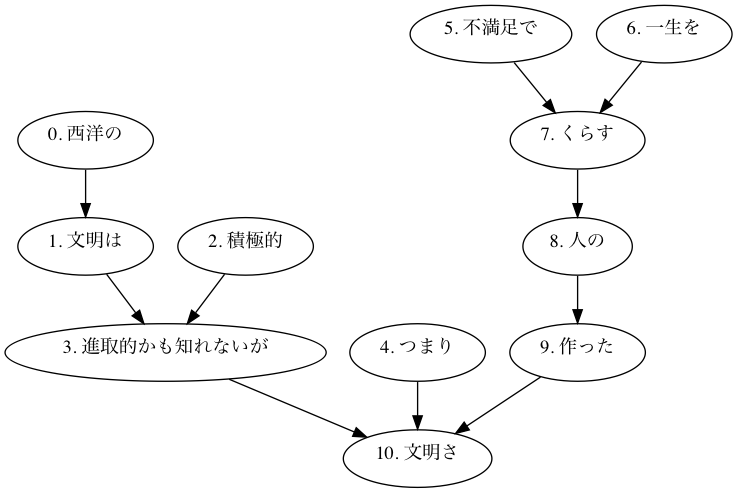 5. 不満足で
6. 一生を
0. 西洋の
7. くらす
1. 文明は
2. 積極的
8. 人の
3. 進取的かも知れないが
4. つまり
9. 作った
10. 文明さ